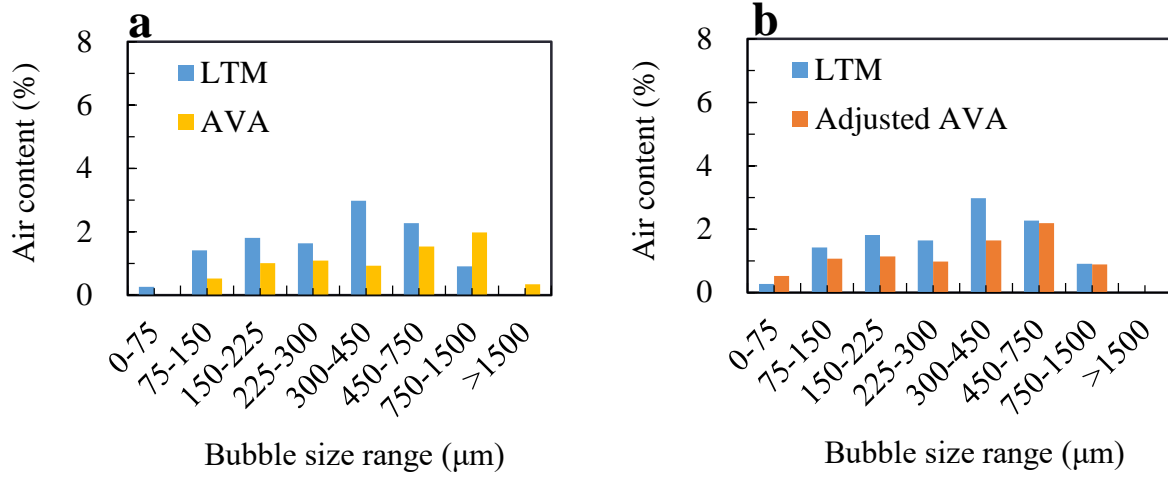 a
8
6
4
2
0
Air content (%)
LTM
AVA
0-75
75-150
150-225
225-300
300-450
450-750
750-1500
>1500
Bubble size range (μm)
b
8
6
4
2
0
Air content (%)
LTM
Adjusted AVA
0-75
75-150
150-225
225-300
300-450
450-750
750-1500
>1500
Bubble size range (μm)